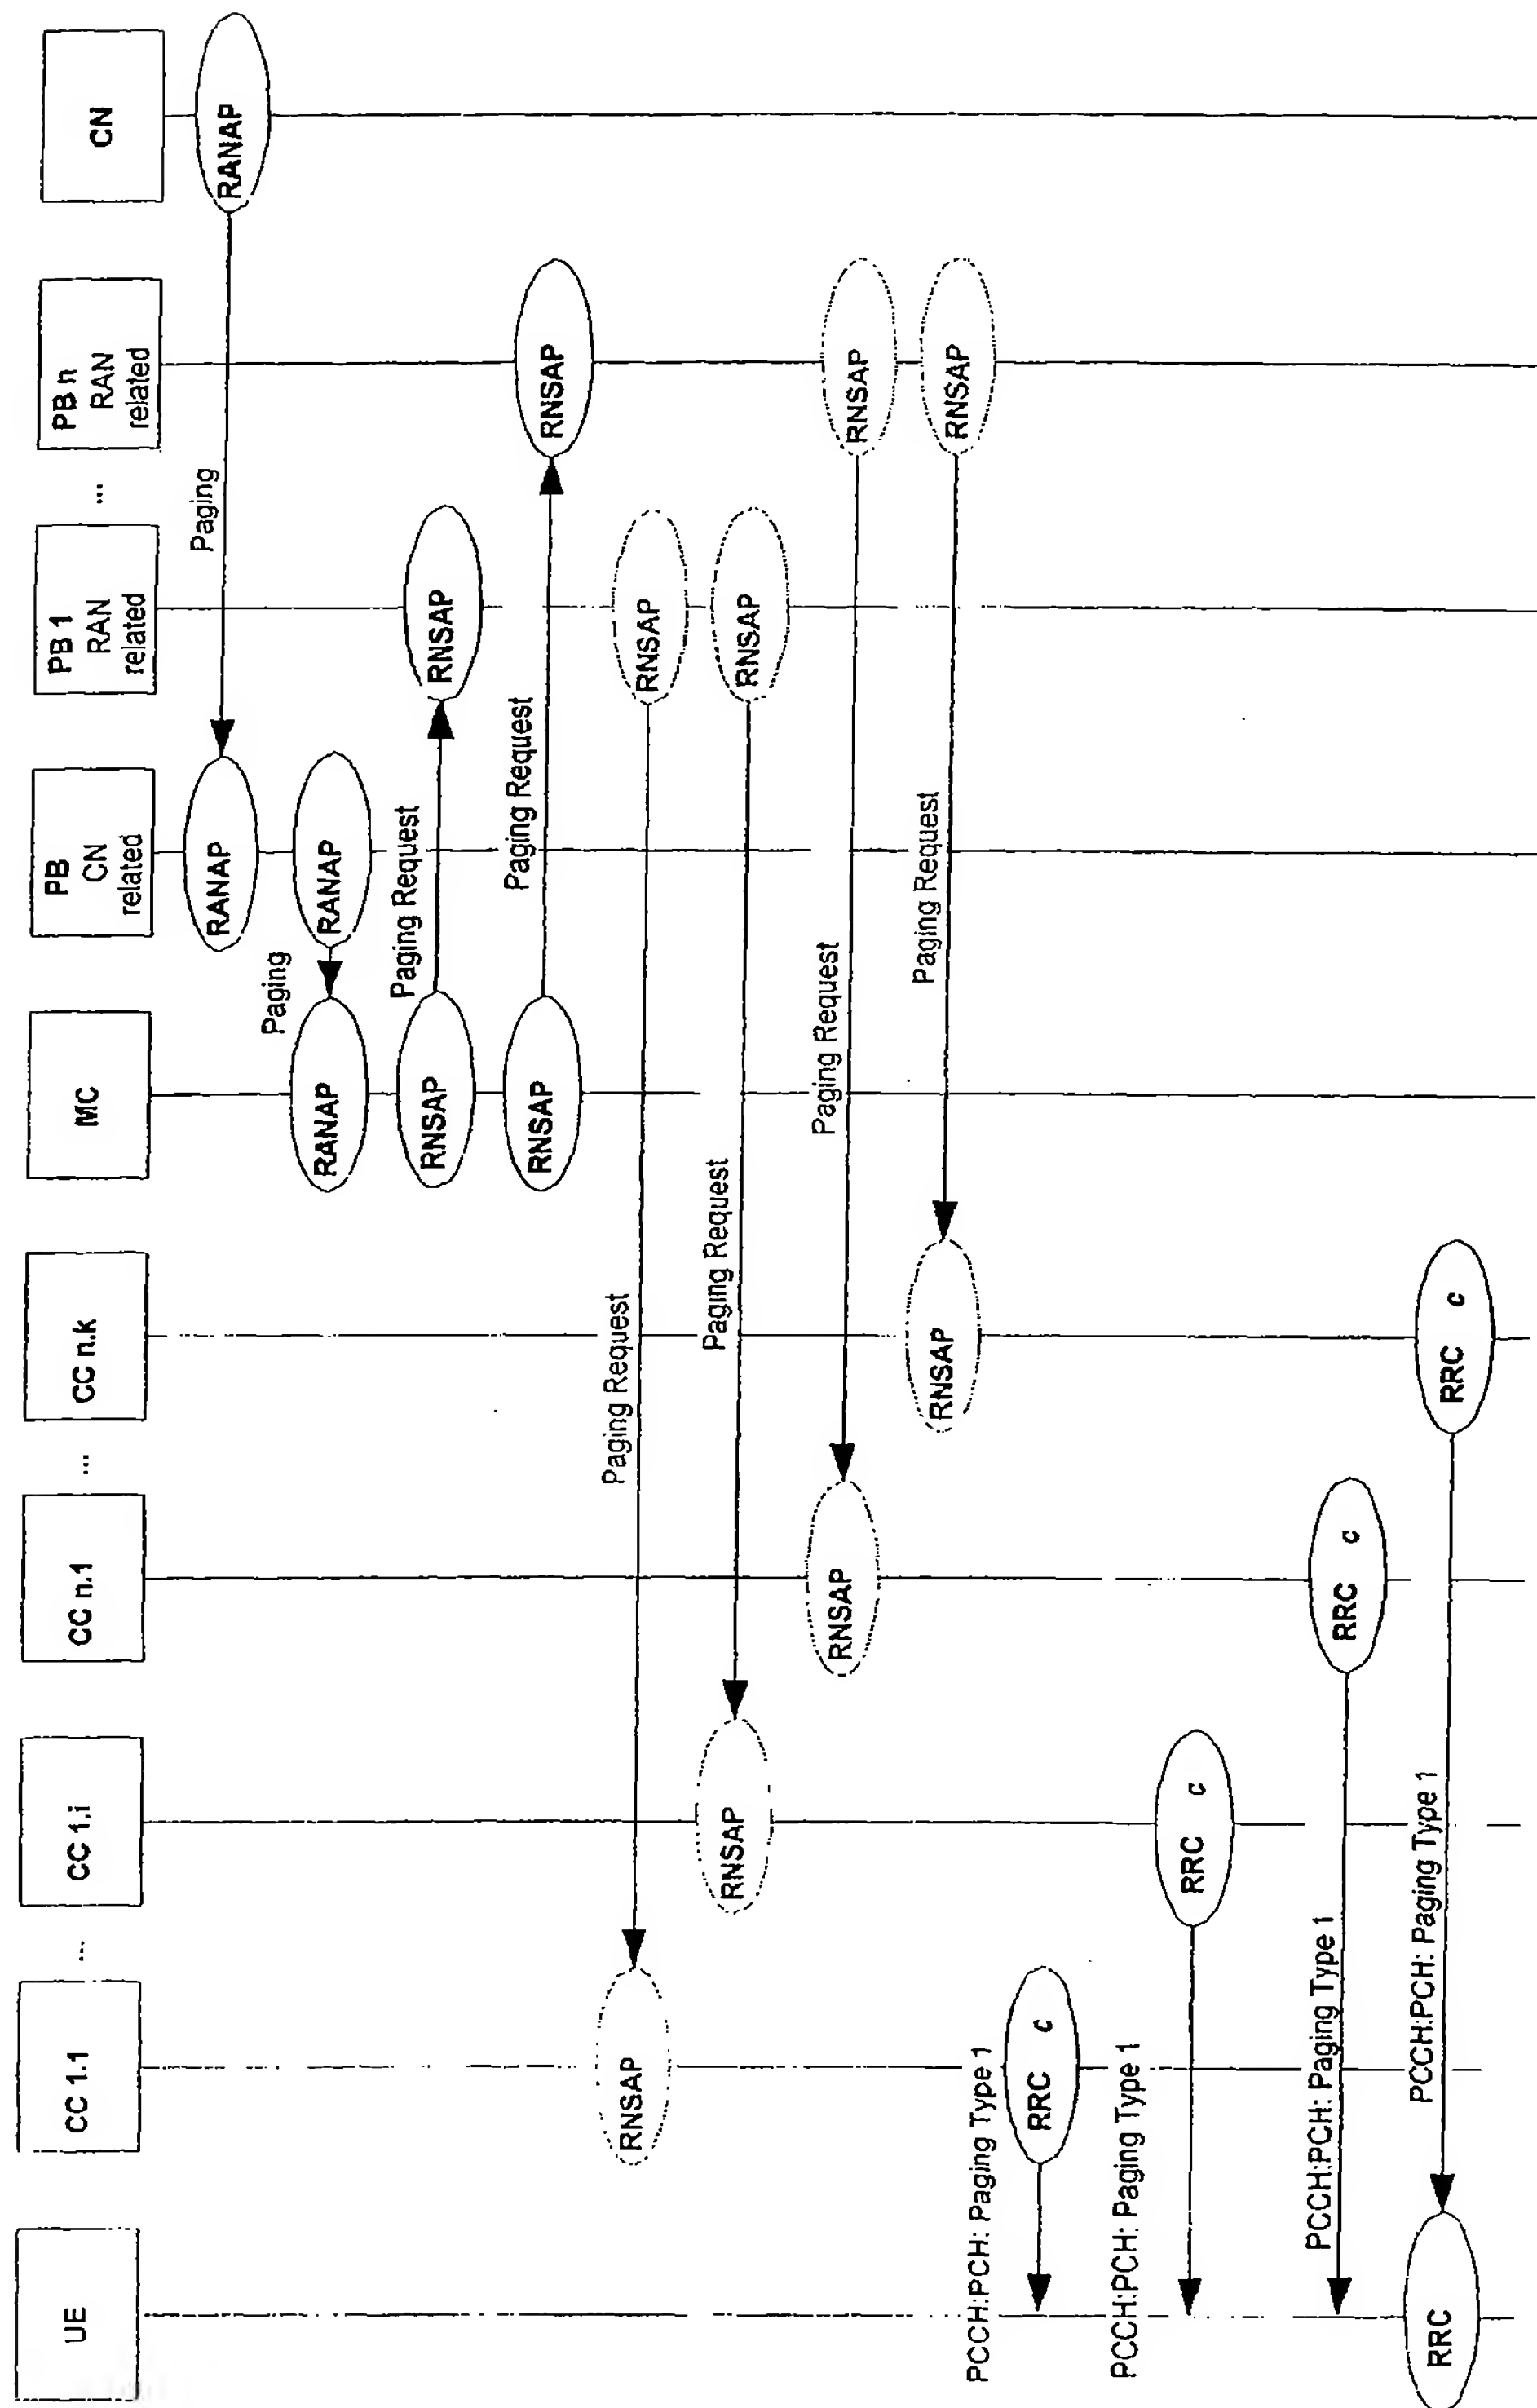 UE
CC 1.1
...
CC 1.i
CC n.1
...
CC n.k
MC
PB
CN
related
PB 1
RAN
related
...
PB n
RAN
related
CN
Paging
RANAP
RANAP
Paging
RANAP
RANAP
Paging Request
RNSAP
RNSAP
Paging Request
RNSAP
RNSAP
Paging Request
RNSAP
RNSAP
Paging Request
RNSAP
RNSAP
Paging Request
RNSAP
RNSAP
Paging Request
RNSAP
RNSAP
PCCH:PCH: Paging Type 1
RRC c
PCCH:PCH: Paging Type 1
RRC c
PCCH:PCH: Paging Type 1
RRC c
PCCH:PCH: Paging Type 1
RRC
RRC c